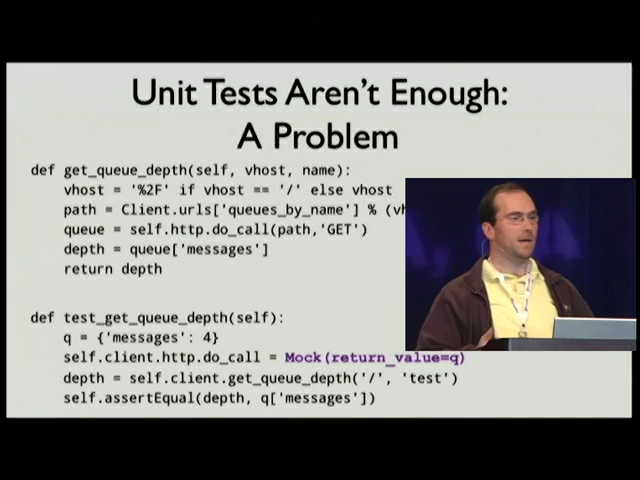 Unit Tests Aren't Enough:
A Problem
def get_queue_depth(self, vhost, name):
vhost = '%2F' if vhost == '/' else vhost
path = Client.urls['queues_by_name'] % (vh
queue = self.http.do_call(path,'GET')
depth = queue['messages']
return depth
def test_get_queue_depth(self):
q = {'messages': 4}
self.client.http.do_call = Mock(return_value=q)
depth = self.client.get_queue_depth('/', 'test')
self.assertEqual(depth, q['messages'])